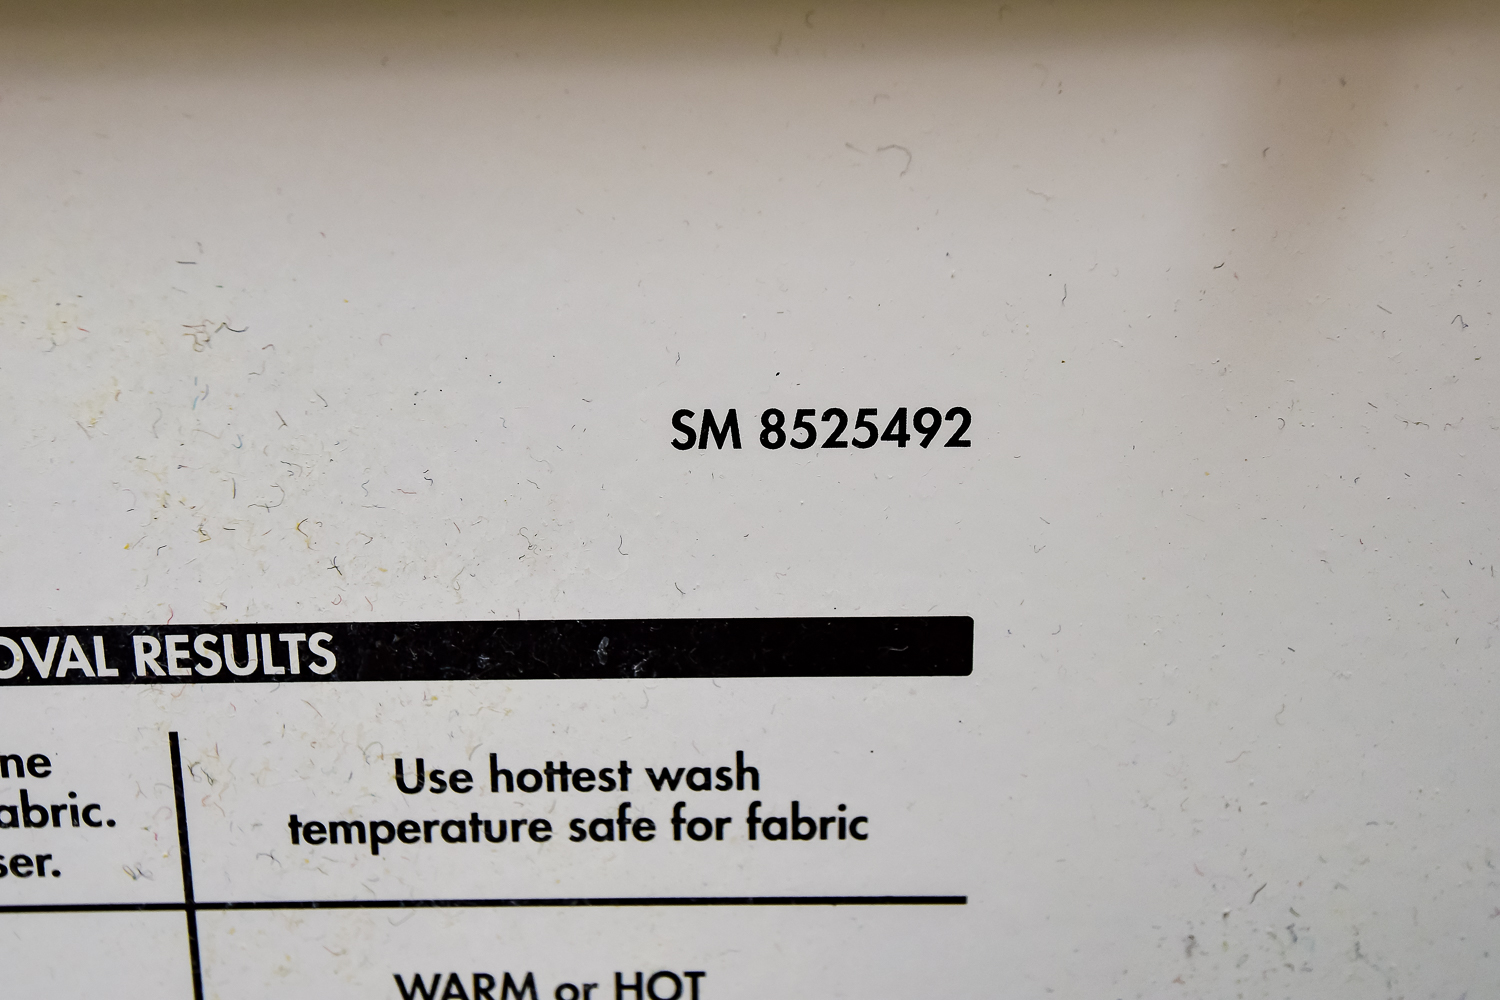 SM 8525492
OVAL RESULTS
ne
abric.
ser.
Use hottest wash
temperature safe for fabric
WARM or HOT